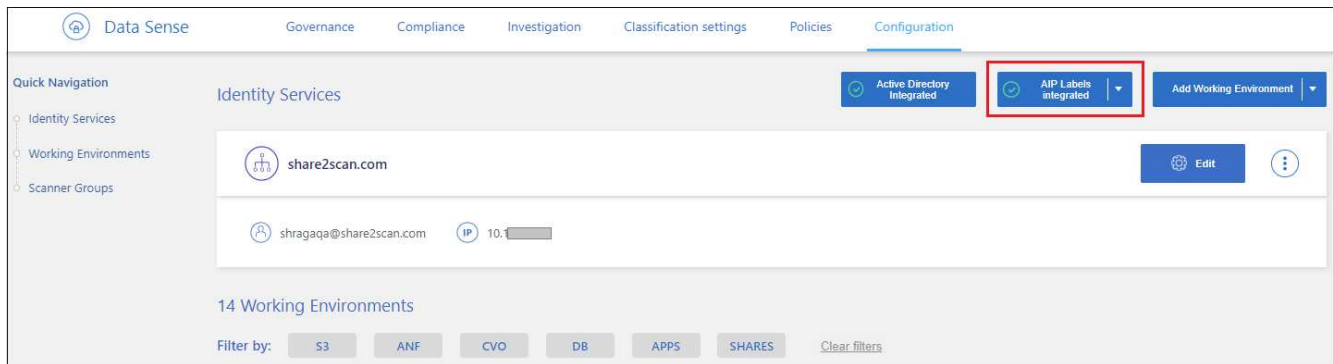 Data Sense Governance Compliance Investigation Classification settings Policies Configuration
Quick Navigation
Identity Services
Working Environments
Scanner Groups
Identity Services
Active Directory
Integrated
AIP Labels
integrated
Add Working Environment
share2scan.com
Edit
shragaqa@share2scan.com IP 10.
14 Working Environments
Filter by: S3 ANF CVO DB APPS SHARES Clear filters